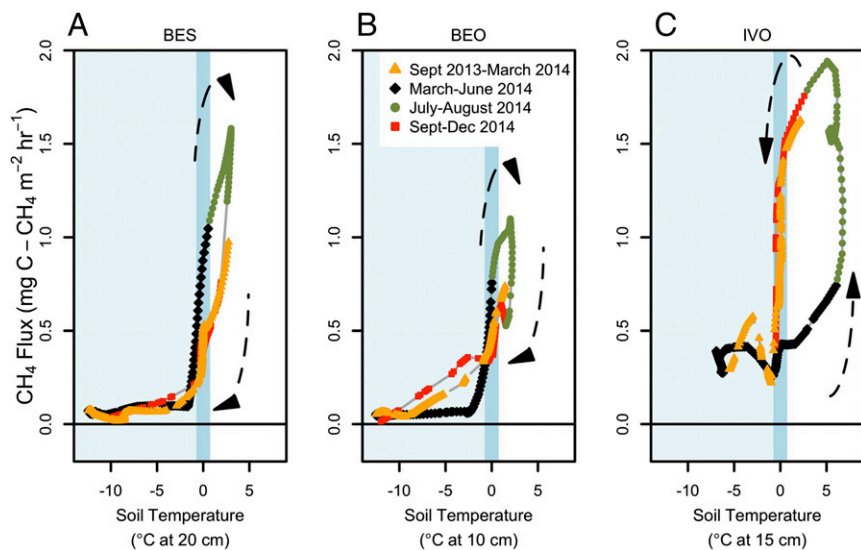 A
BES
B
BEO
C
IVO
CH4 Flux (mg C – CH4 m−2 hr−1)
0.0
0.5
1.0
1.5
2.0
-10
-5
0
5
Soil Temperature
(°C at 20 cm)
Sept 2013-March 2014
March-June 2014
July-August 2014
Sept-Dec 2014
0.0
0.5
1.0
1.5
2.0
-10
-5
0
5
Soil Temperature
(°C at 10 cm)
0.0
0.5
1.0
1.5
2.0
-10
-5
0
5
Soil Temperature
(°C at 15 cm)